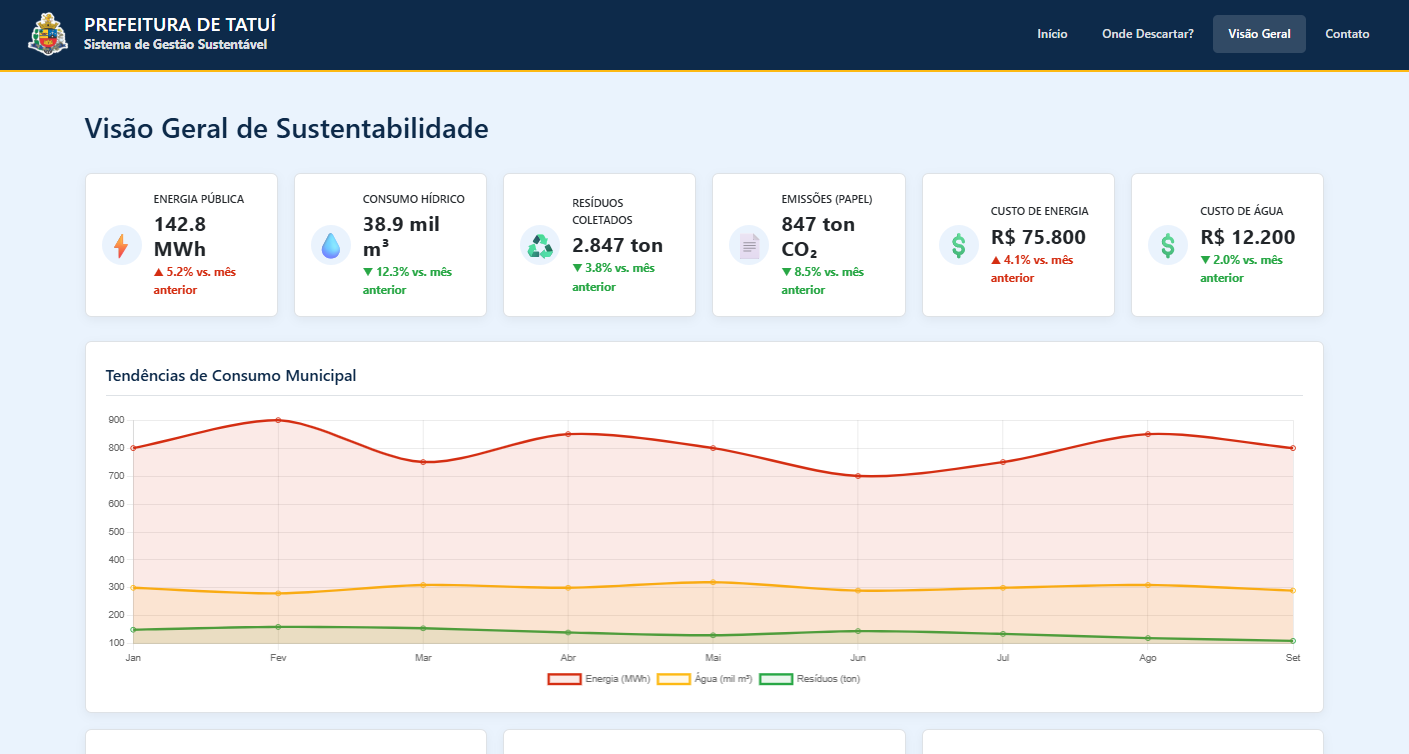 PREFEITURA DE TATUÍ
Sistema de Gestão Sustentável
Início
Onde Descartar?
Visão Geral
Contato
Visão Geral de Sustentabilidade
ENERGIA PÚBLICA
142.8
MWh
▲ 5.2% vs. mês
anterior
CONSUMO HÍDRICO
38.9 mil
m³
▼ 12.3% vs. mês
anterior
RESÍDUOS
COLETADOS
2.847 ton
▼ 3.8% vs. mês
anterior
EMISSÕES (PAPEL)
847 ton
CO₂
▼ 8.5% vs. mês
anterior
CUSTO DE ENERGIA
R$ 75.800
▲ 4.1% vs. mês
anterior
CUSTO DE ÁGUA
R$ 12.200
▼ 2.0% vs. mês
anterior
Tendências de Consumo Municipal
900
800
700
600
500
400
300
200
100
Jan
Fev
Mar
Abr
Mai
Jun
Jul
Ago
Set
Energia (MWh)
Água (mil m³)
Resíduos (ton)